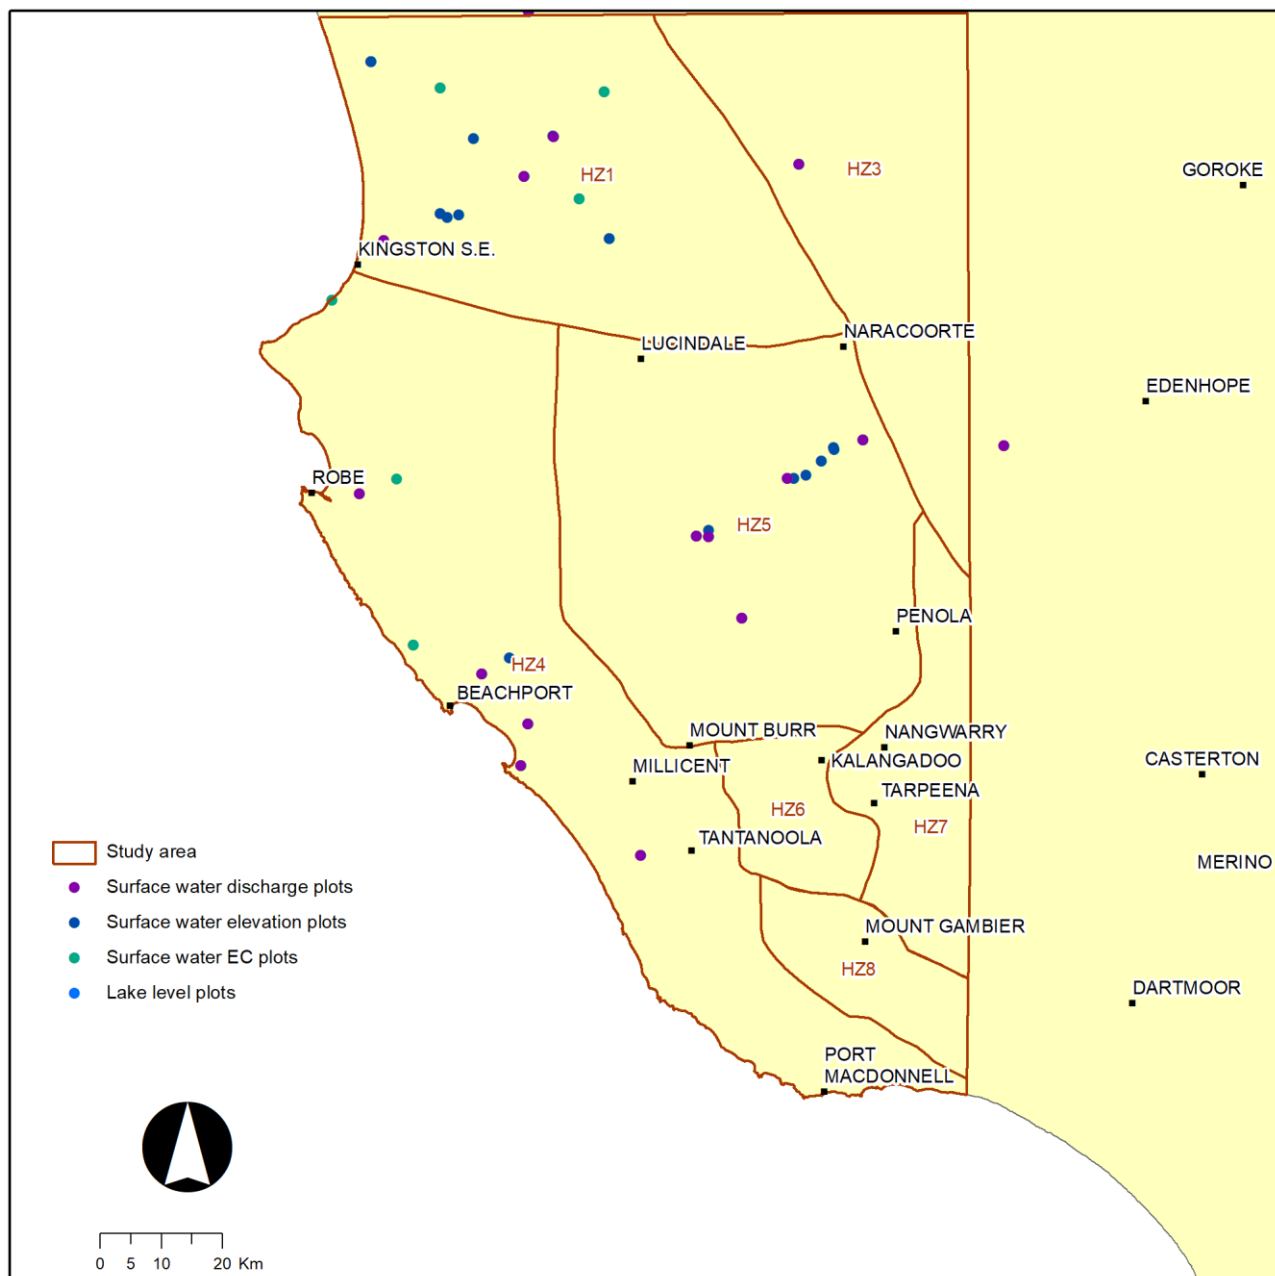 HZ1
HZ3
GOROKE
KINGSTON S.E.
NARACOORTE
LUCINDALE
EDENHOPE
ROBE
HZ5
PENOLA
HZ4
BEACHPORT
MOUNT BURR
NANGWARRY
KALANGADOO
CASTERTON
MILLICENT
TARPEENA
HZ6
HZ7
TANTANOOLA
MERINO
Study area
Surface water discharge plots
Surface water elevation plots
Surface water EC plots
Lake level plots
MOUNT GAMBIER
HZ8
DARTMOOR
PORT
MACDONNELL
0 5 10 20 Km